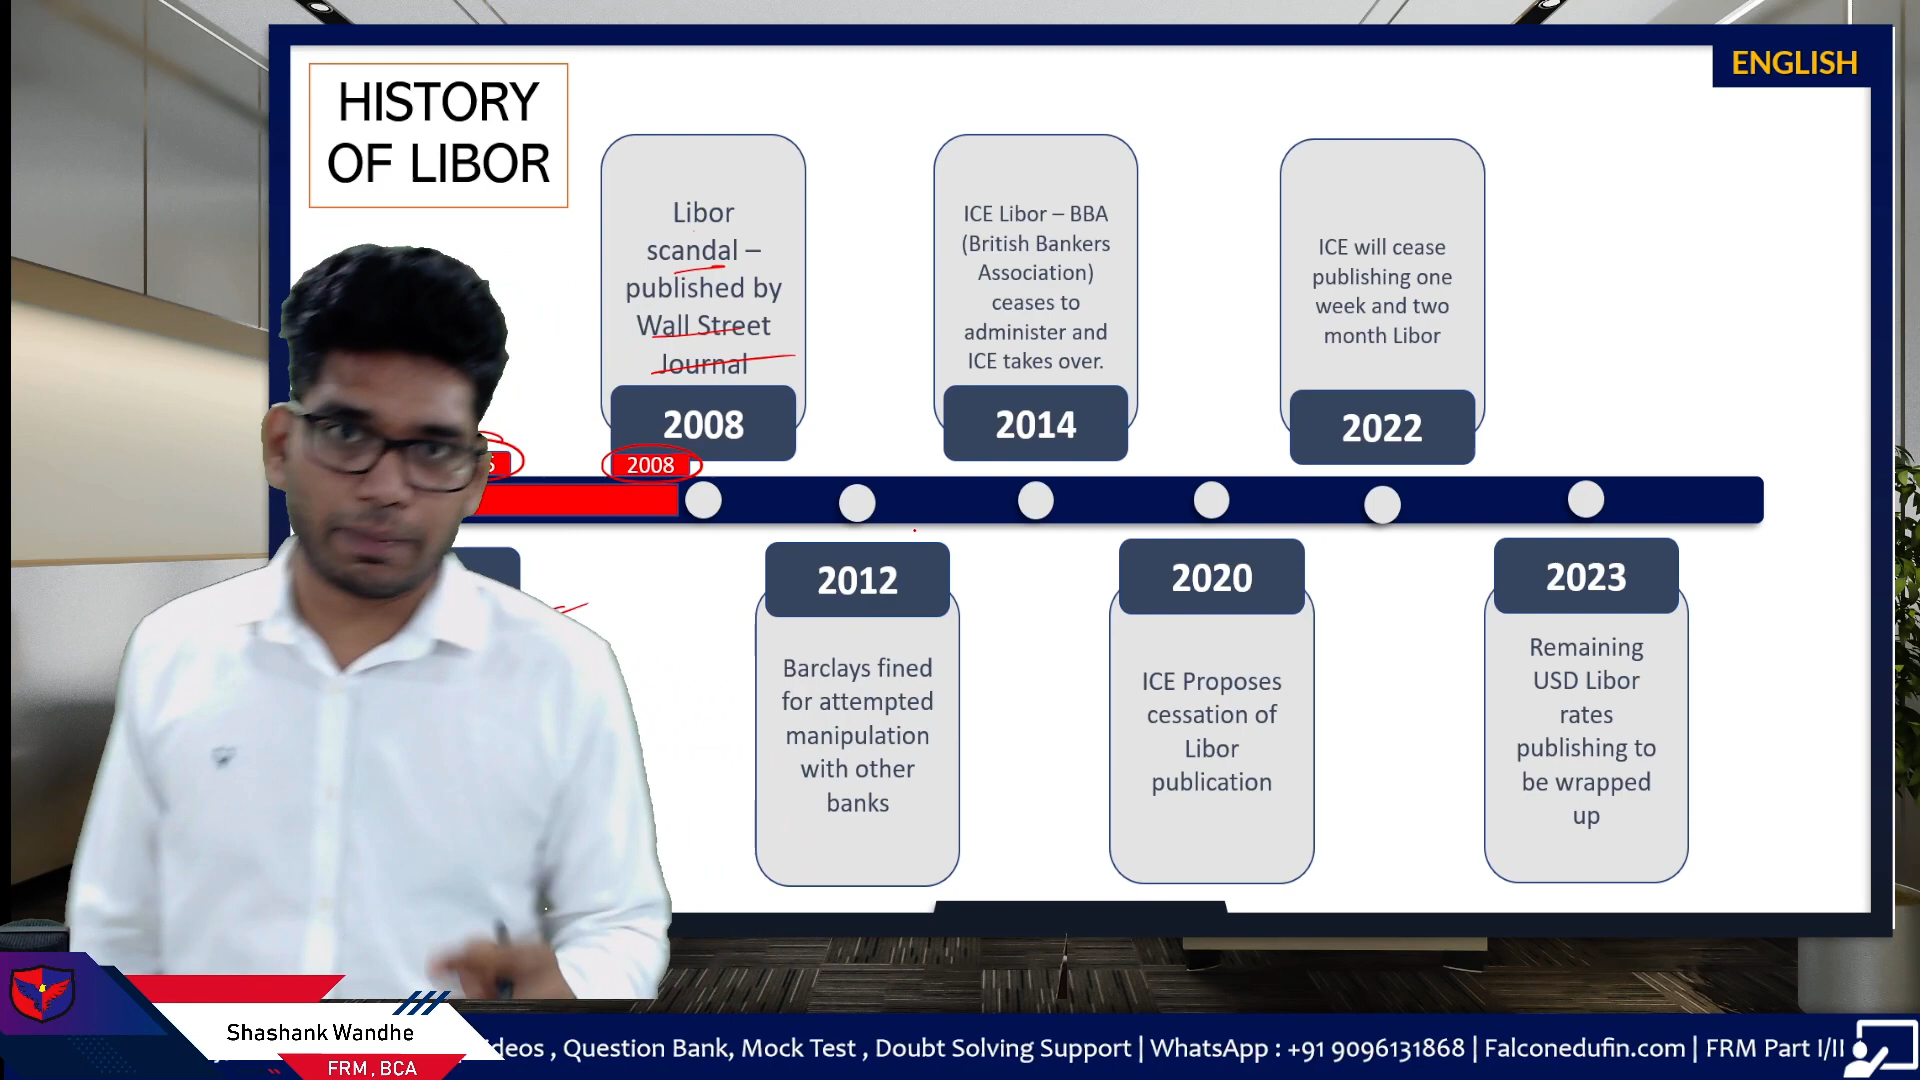 HISTORY
OF LIBOR
ENGLISH
Libor
scandal –
published by
Wall Street
Journal
2008
ICE Libor – BBA
(British Bankers
Association)
ceases to
administer and
ICE takes over.
2014
ICE will cease
publishing one
week and two
month Libor
2022
2008
2012
Barclays fined
for attempted
manipulation
with other
banks
2020
ICE Proposes
cessation of
Libor
publication
2023
Remaining
USD Libor
rates
publishing to
be wrapped
up
Shashank Wandhe
FRM, BCA
, Question Bank, Mock Test , Doubt Solving Support | WhatsApp : +91 9096131868 | Falconedufin.com | FRM Part I/II